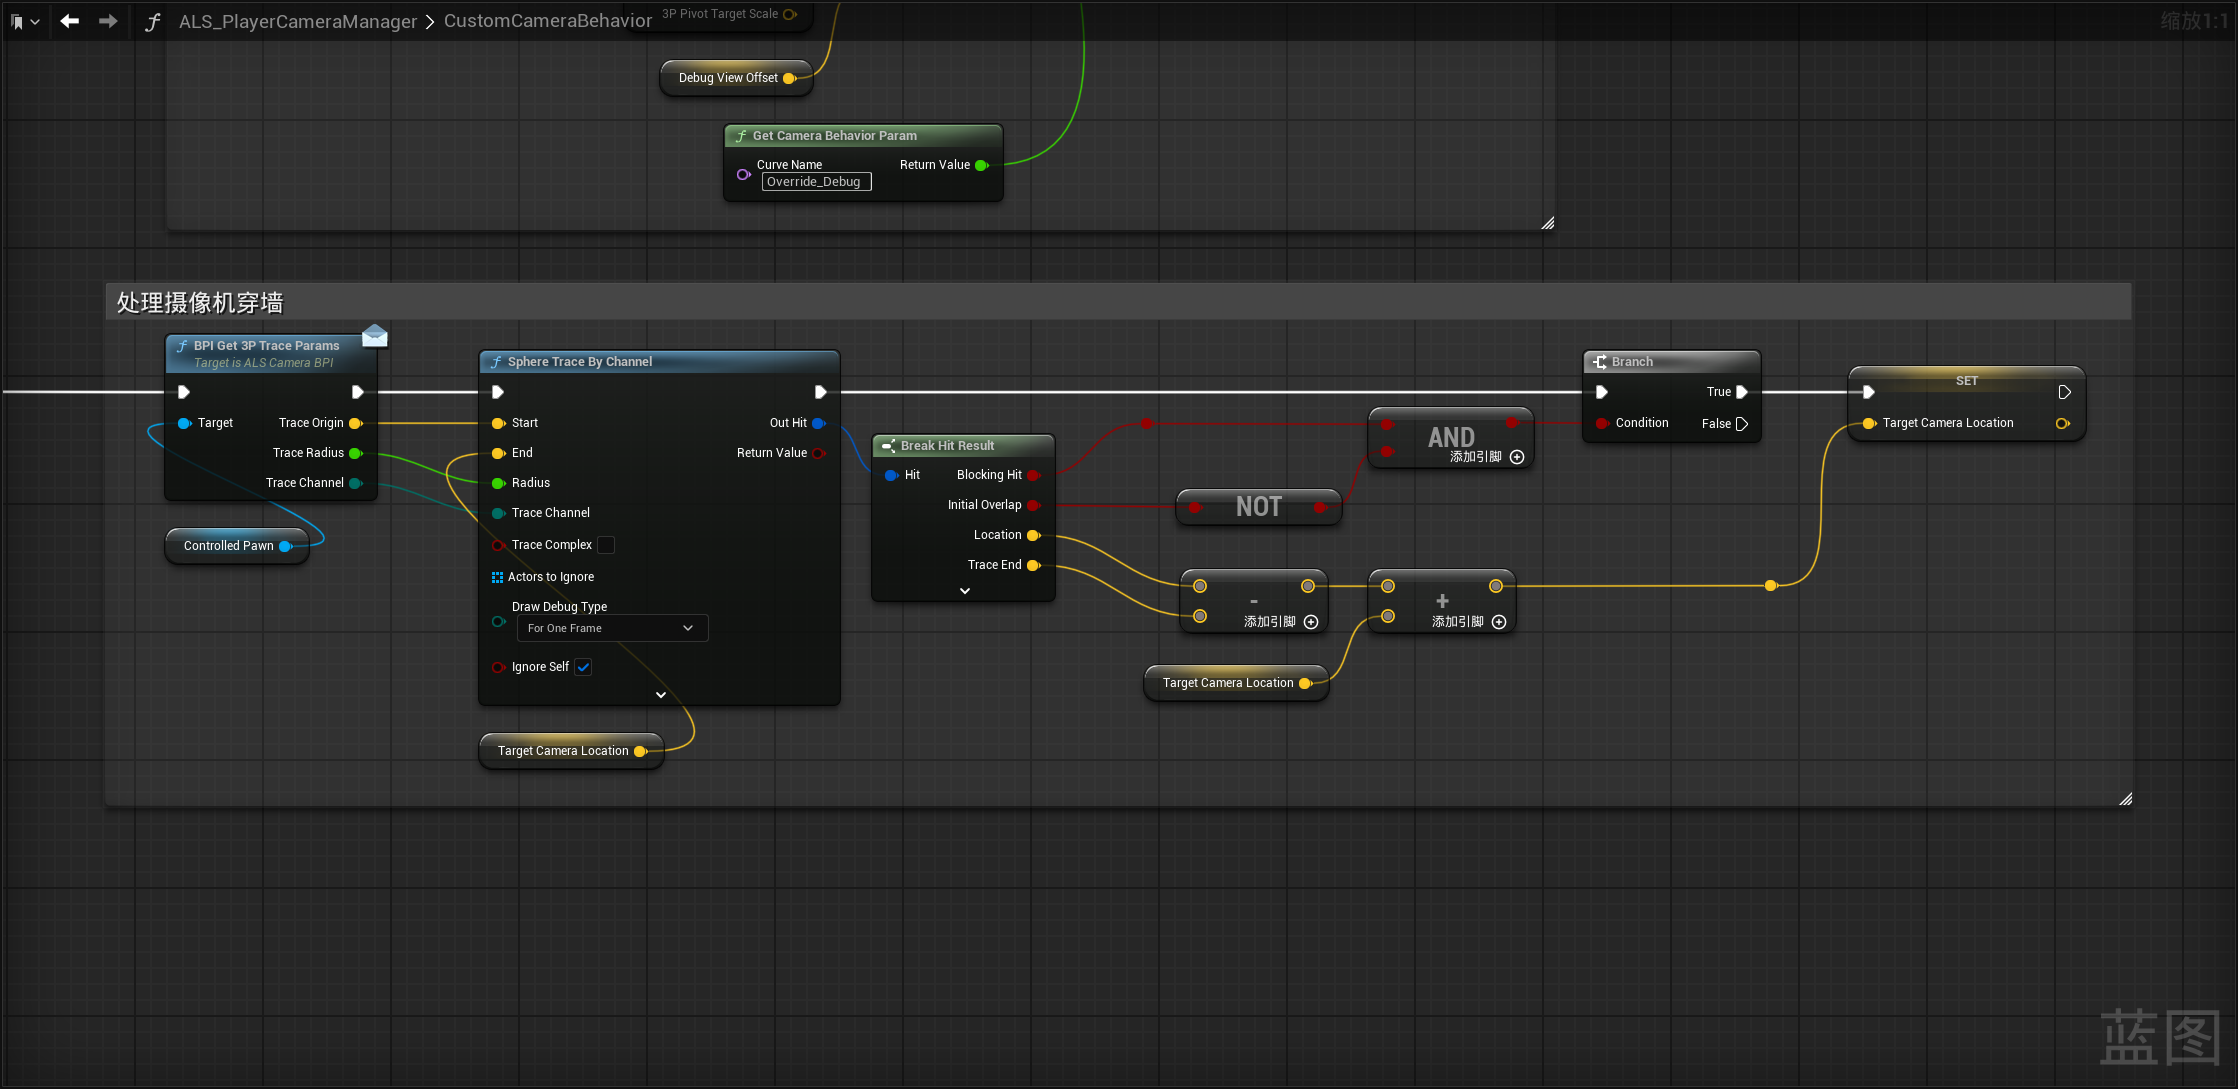 ALS_PlayerCameraManager > CustomCameraBehavior
缩放1:1
3P Pivot Target Scale
Debug View Offset
Get Camera Behavior Param
Curve Name
Return Value
Override_Debug
处理摄像机穿墙
BPI Get 3P Trace Params
Target is ALS Camera BPI
Target
Trace Origin
Trace Radius
Trace Channel
Controlled Pawn
Sphere Trace By Channel
Start
Out Hit
End
Return Value
Radius
Trace Channel
Trace Complex
Actors to Ignore
Draw Debug Type
For One Frame
Ignore Self
Target Camera Location
Break Hit Result
Hit
Blocking Hit
Initial Overlap
Location
Trace End
AND
添加引脚
NOT
-
添加引脚
+
添加引脚
Target Camera Location
Branch
True
Condition
False
SET
Target Camera Location
蓝图